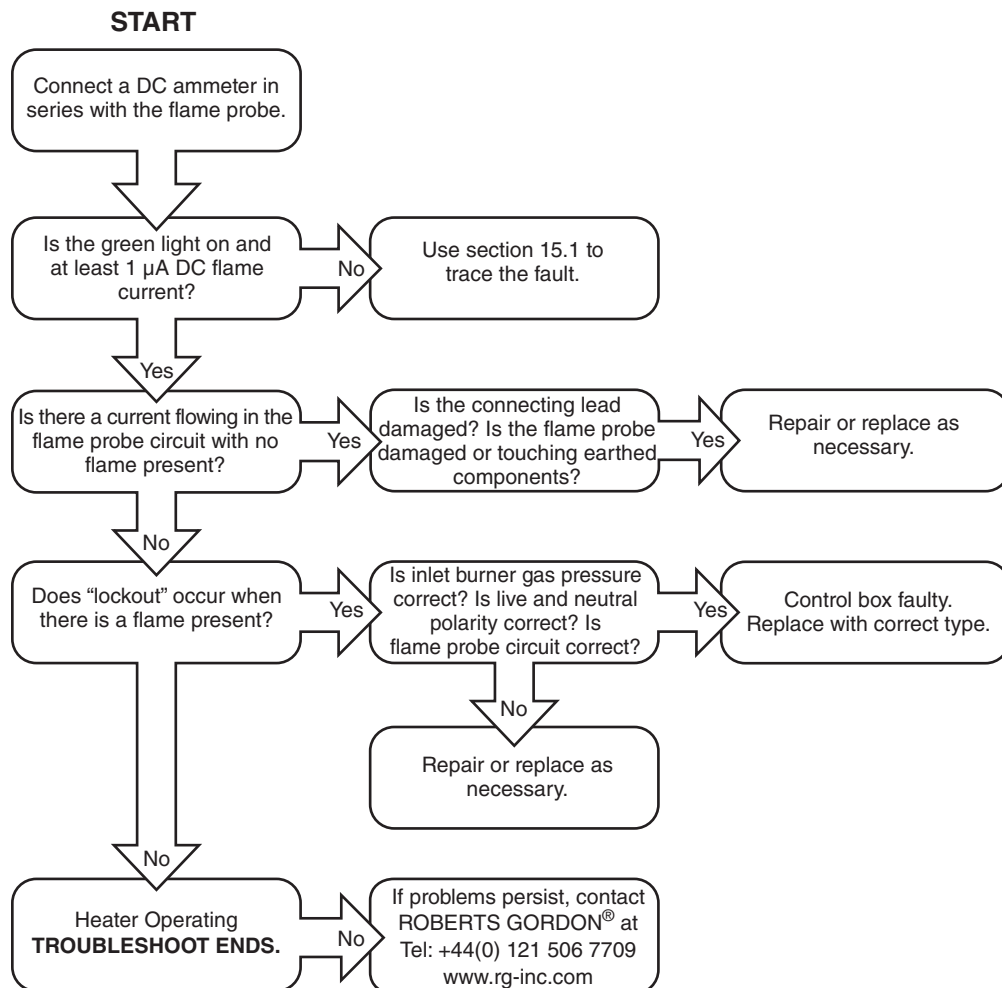 START
Connect a DC ammeter in
series with the flame probe.
Is the green light on and
at least 1 µA DC flame
current?
No
Use section 15.1 to
trace the fault.
Yes
Is there a current flowing in the
flame probe circuit with no
flame present?
Yes
Is the connecting lead
damaged? Is the flame probe
damaged or touching earthed
components?
Yes
Repair or replace as
necessary.
No
Does “lockout” occur when
there is a flame present?
Yes
Is inlet burner gas pressure
correct? Is live and neutral
polarity correct? Is
flame probe circuit correct?
Yes
Control box faulty.
Replace with correct type.
No
Repair or replace as
necessary.
No
Heater Operating
TROUBLESHOOT ENDS.
No
If problems persist, contact
ROBERTS GORDON® at
Tel: +44(0) 121 506 7709
www.rg-inc.com